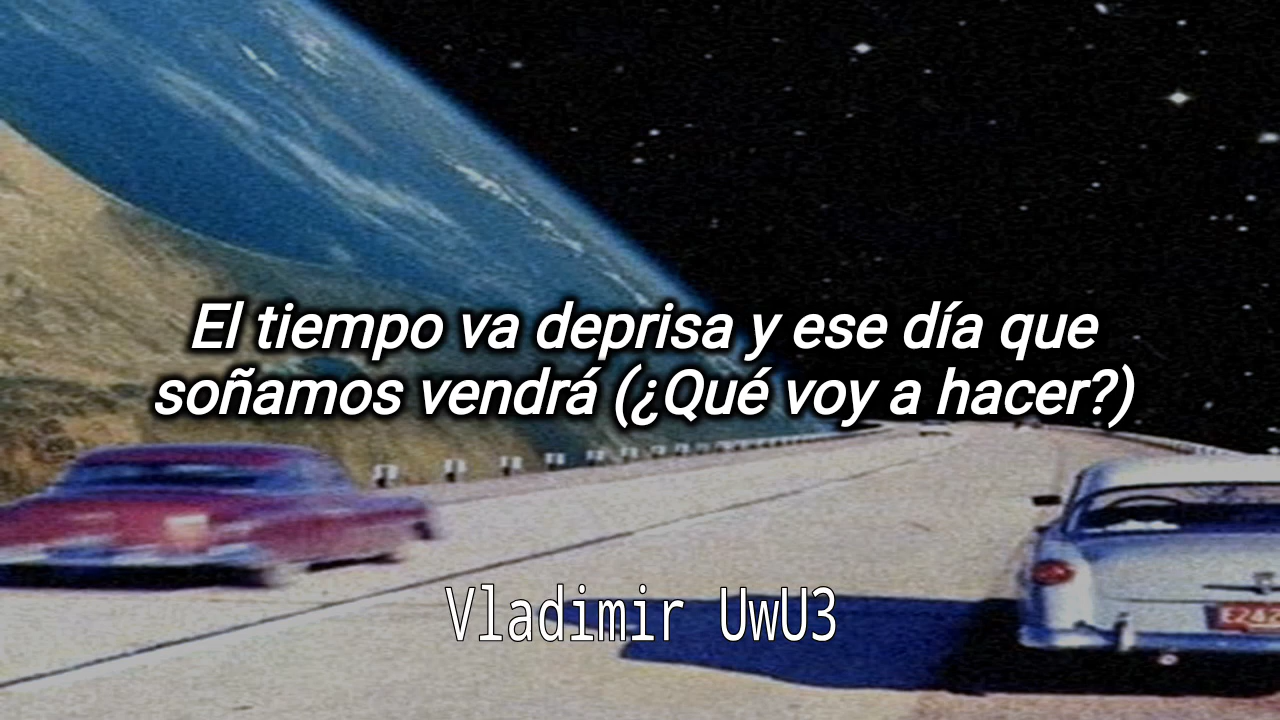 El tiempo va deprisa y ese día que
soñamos vendrá (¿Qué voy a hacer?)
Vladimir UwU3